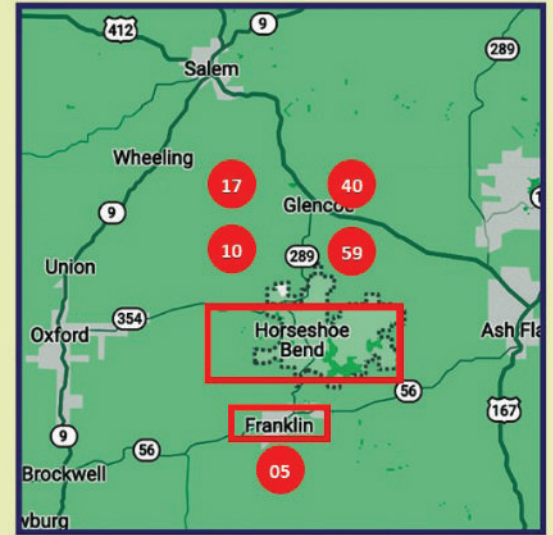 412
9
289
Salem
Wheeling
17
40
Glencoe
9
10
289
59
Union
354
Horseshoe
Bend
Oxford
Ash Fla
56
167
Franklin
9
56
05
Brockwell
wburg